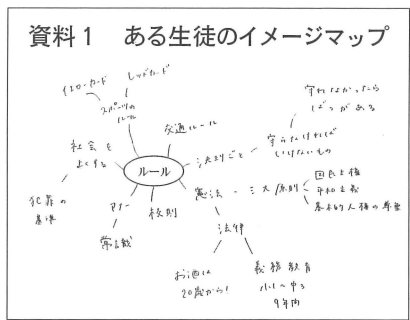 資料1 ある生徒のイメージマップ
イエローカード
レッドカード
スポーツの
ルール
交通ルール
守れなかったら
ばつがある
社会を
よくする
決まりごと
守らなければ
いけないもの
ルール
犯罪の
基準
マナー
常識
校則
憲法
三大原則
国民主権
平和主義
基本的人権の尊重
法律
お酒は
20歳から!
義務教育
小1〜中3
9年間